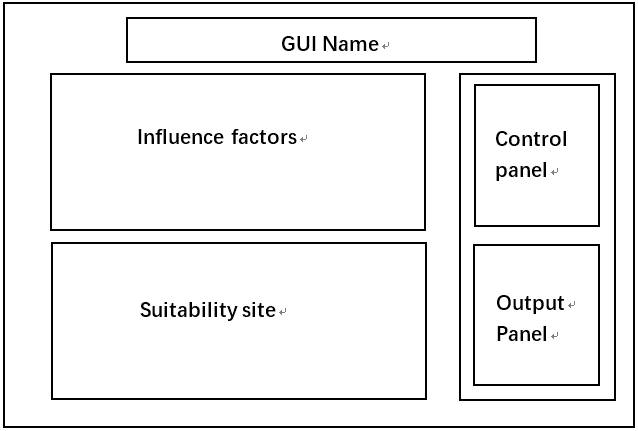 GUI Name
Influence factors
Control
panel
Suitability site
Output
Panel